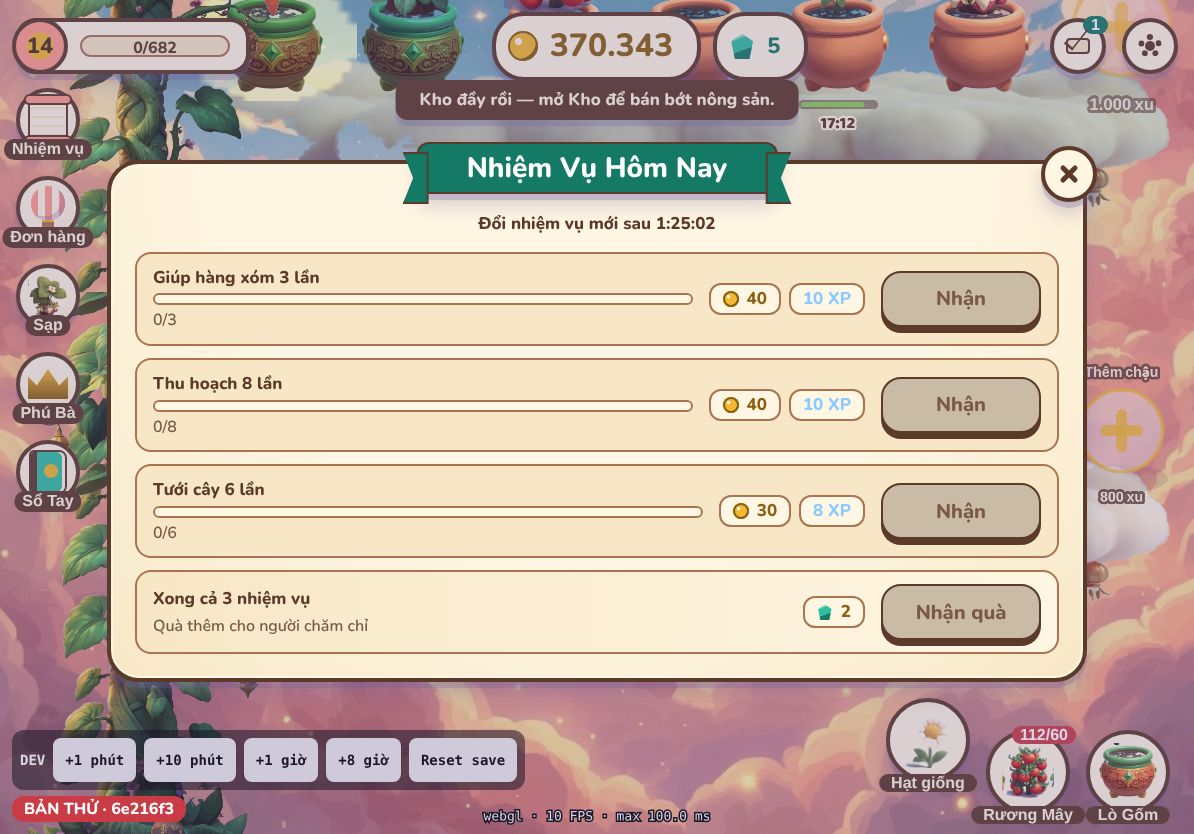 14
0/682
370.343
5
1
Kho đầy rồi — mở Kho để bán bớt nông sản.
17:12
1.000 xu
Nhiệm vụ
Đơn hàng
Sạp
Phú Bà
Sổ Tay
Nhiệm Vụ Hôm Nay
Đổi nhiệm vụ mới sau 1:25:02
Giúp hàng xóm 3 lần
0/3
40
10 XP
Nhận
Thu hoạch 8 lần
0/8
40
10 XP
Nhận
Tưới cây 6 lần
0/6
30
8 XP
Nhận
Xong cả 3 nhiệm vụ
Quà thêm cho người chăm chỉ
2
Nhận quà
Thêm chậu
800 xu
DEV
+1 phút
+10 phút
+1 giờ
+8 giờ
Reset save
BẢN THỬ · 6e216f3
webgl · 10 FPS · max 100.0 ms
Hạt giống
112/60
Rương Mây
Lò Gốm